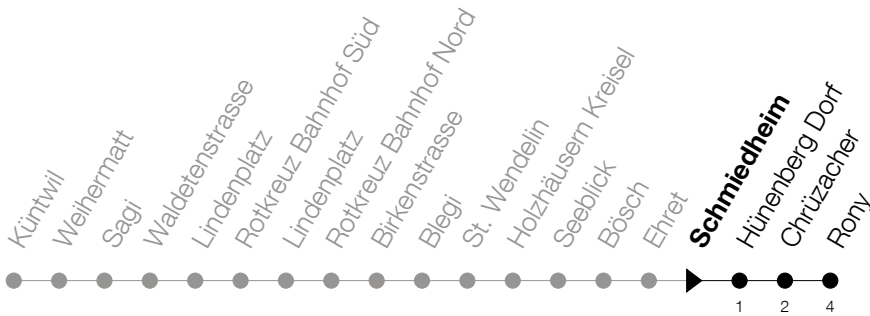 Küntwil
Weihermatt
Sagi
Waldetenstrasse
Lindenplatz
Rotkreuz Bahnhof Süd
Lindenplatz
Rotkreuz Bahnhof Nord
Birkenstrasse
Blegi
St. Wendelin
Holzhäusern Kreisel
Seeblick
Bösch
Ehret
Schmiedheim
Hünenberg Dorf
Chrüzacher
Rony
1 2 4